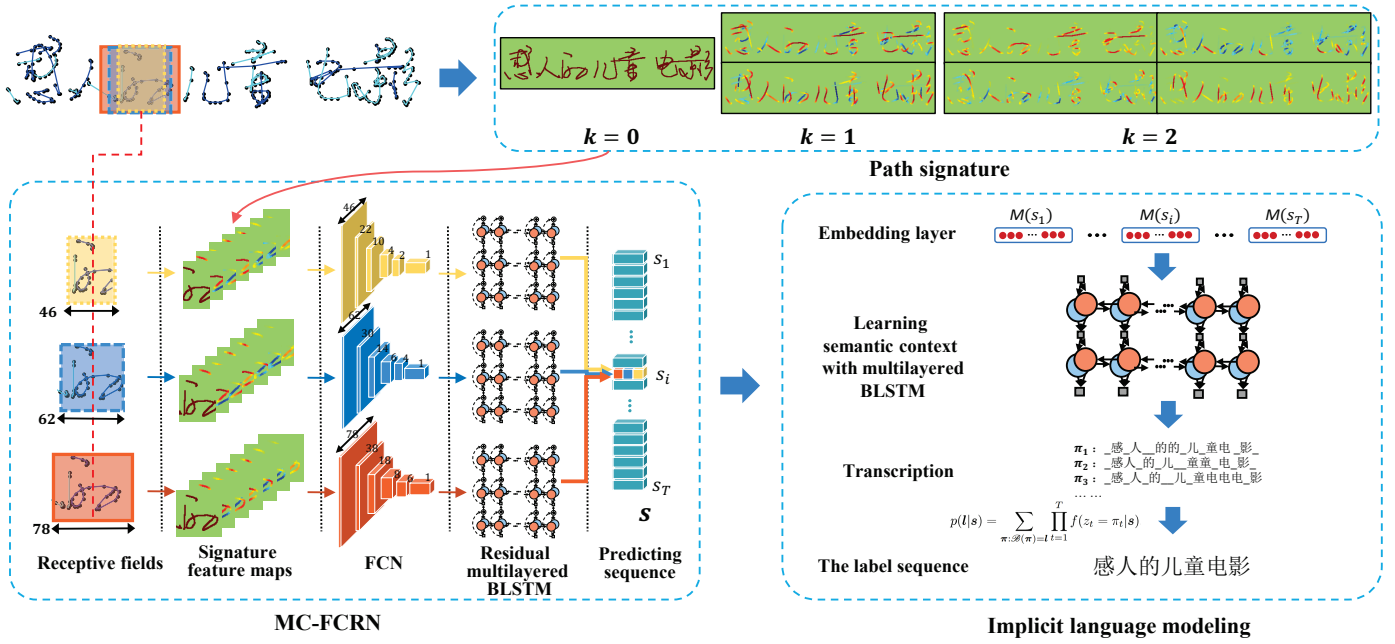 感人的儿童电影
k = 0
k = 1
k = 2
Path signature
46
62
78
Receptive fields
Signature
feature maps
46
22
10
4
2
1
62
30
14
6
4
1
78
38
18
8
6
1
FCN
Residual
multilayered
BLSTM
s₁
sᵢ
s_T
s
Predicting
sequence
MC-FCRN
Embedding layer
M(s₁)
M(sᵢ)
M(s_T)
Learning
semantic context
with multilayered
BLSTM
Transcription
π₁ : _感_人__的的_儿_童电_影_
π₂ : _感人_的_儿__童童_电_影_
π₃ : _感_人_的__儿_童电电电_影
... ...
p(l|s) = ∑_{π:ℬ(π)=l} ∏_{t=1}^{T} f(z_t = π_t|s)
The label sequence
感人的儿童电影
Implicit language modeling